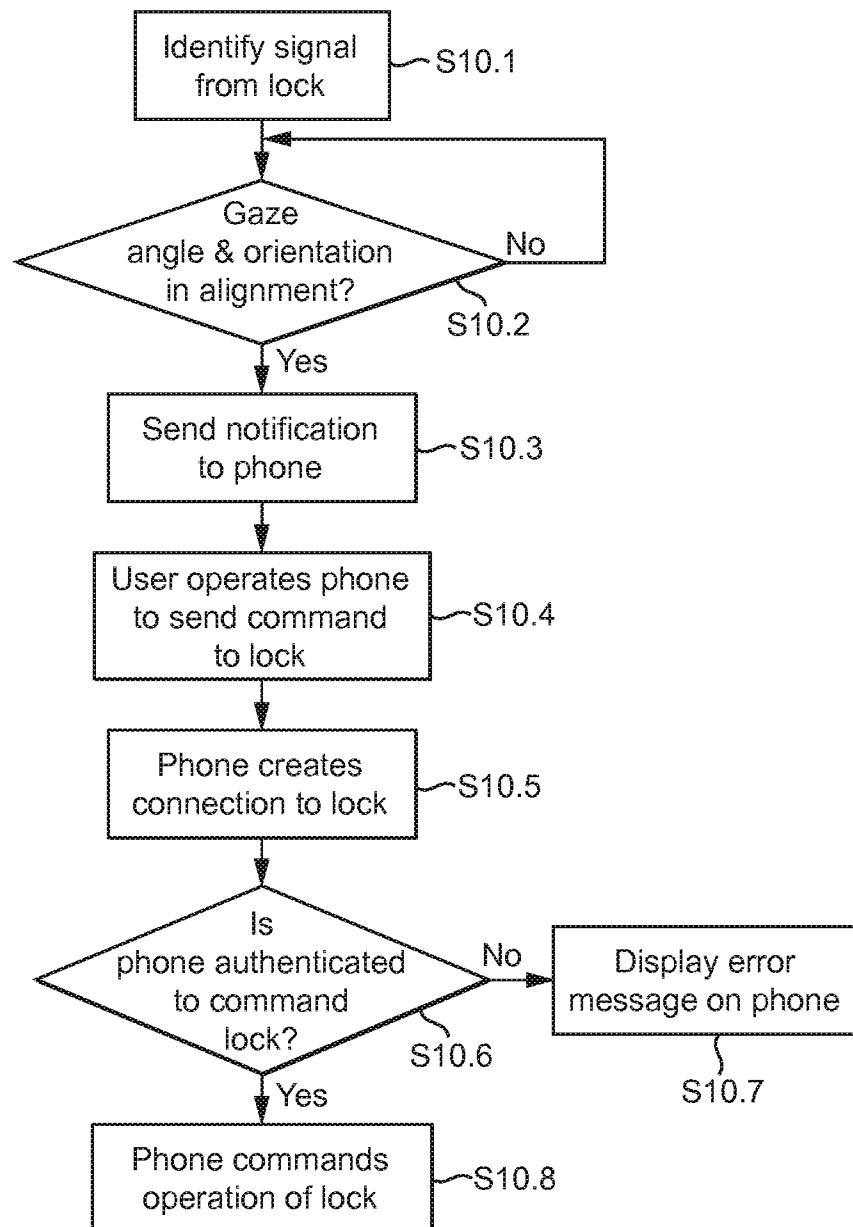 Identify signal
from lock
S10.1
Gaze
angle & orientation
in alignment?
No
S10.2
Yes
Send notification
to phone
S10.3
User operates phone
to send command
to lock
S10.4
Phone creates
connection to lock
S10.5
Is
phone authenticated
to command
lock?
No
S10.6
Display error
message on phone
S10.7
Yes
Phone commands
operation of lock
S10.8